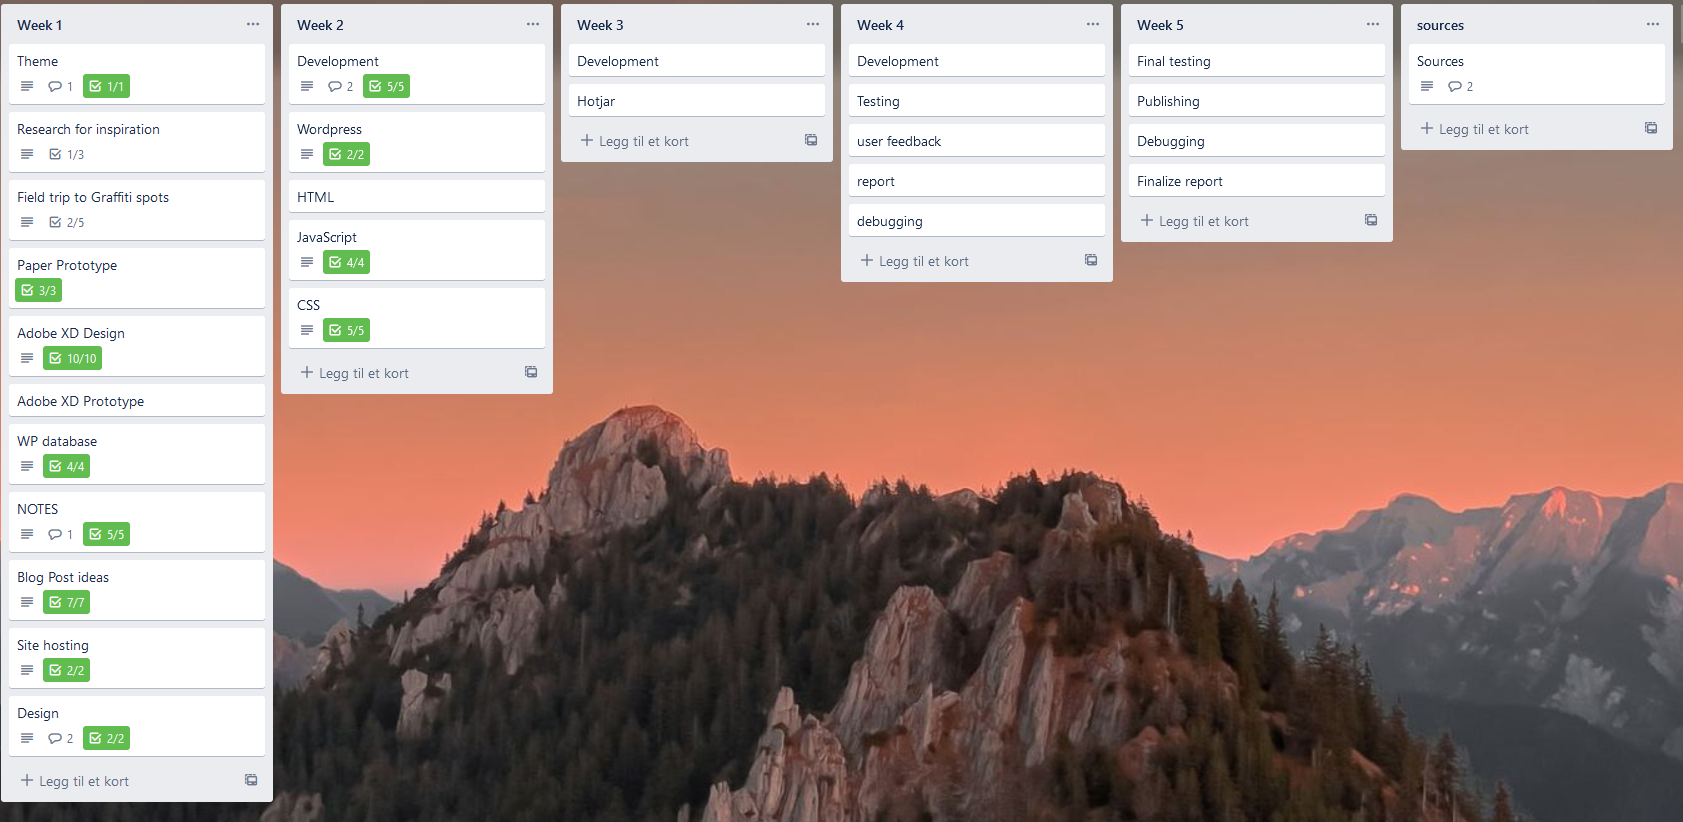 Week 1
Theme
1
1/1
Research for inspiration
1/3
Field trip to Graffiti spots
2/5
Paper Prototype
3/3
Adobe XD Design
10/10
Adobe XD Prototype
WP database
4/4
NOTES
1
5/5
Blog Post ideas
7/7
Site hosting
2/2
Design
2
2/2
Legg til et kort
Week 2
Development
2
5/5
Wordpress
2/2
HTML
JavaScript
4/4
CSS
5/5
Legg til et kort
Week 3
Development
Hotjar
Legg til et kort
Week 4
Development
Testing
user feedback
report
debugging
Legg til et kort
Week 5
Final testing
Publishing
Debugging
Finalize report
Legg til et kort
sources
Sources
2
Legg til et kort